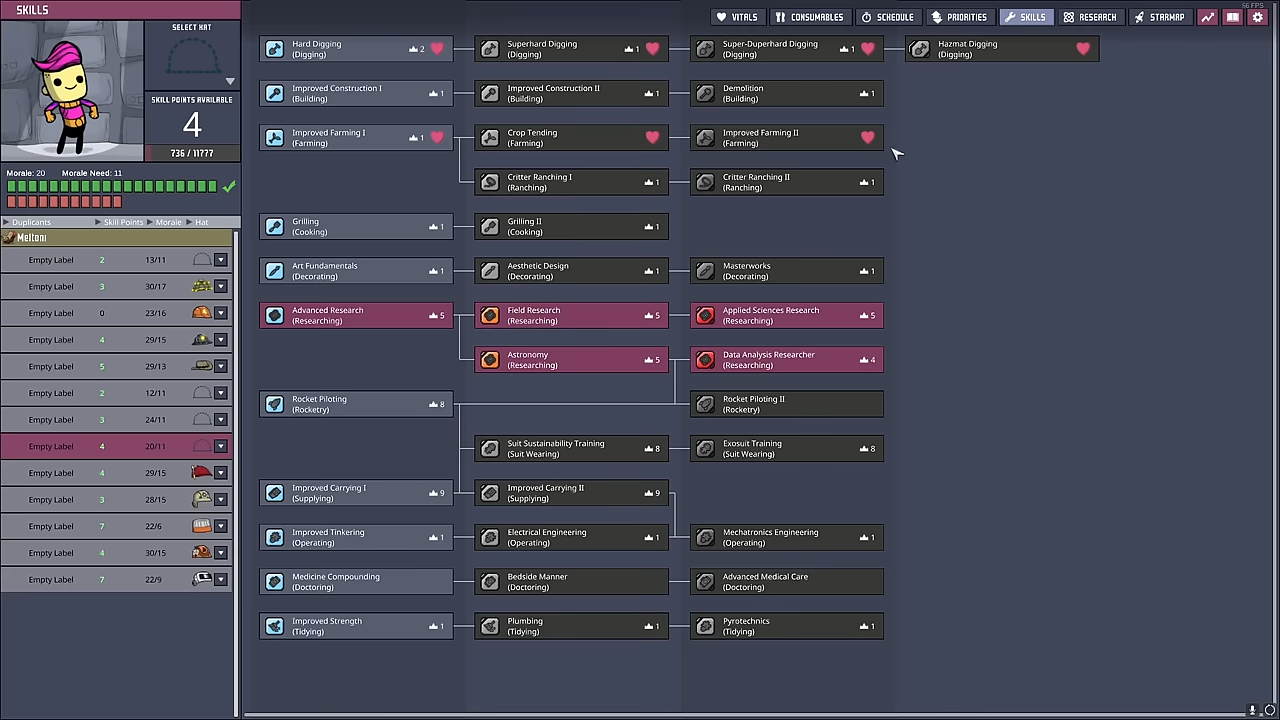 SKILLS
56 FPS
VITALS
CONSUMABLES
SCHEDULE
PRIORITIES
SKILLS
RESEARCH
STARMAP
SELECT HAT
SKILL POINTS AVAILABLE
4
736 / 11777
Morale: 20 Morale Need: 11
Duplicants Skill Points Morale Hat
Meltoni
Empty Label 2 13/11
Empty Label 3 30/17
Empty Label 0 23/16
Empty Label 4 29/15
Empty Label 5 29/13
Empty Label 2 12/11
Empty Label 3 24/11
Empty Label 4 20/11
Empty Label 4 29/15
Empty Label 3 28/15
Empty Label 7 22/6
Empty Label 4 30/15
Empty Label 7 22/9
Hard Digging
(Digging)
2
Superhard Digging
(Digging)
1
Super-Duperhard Digging
(Digging)
1
Hazmat Digging
(Digging)
Improved Construction I
(Building)
1
Improved Construction II
(Building)
1
Demolition
(Building)
1
Improved Farming I
(Farming)
1
Crop Tending
(Farming)
Improved Farming II
(Farming)
Critter Ranching I
(Ranching)
1
Critter Ranching II
(Ranching)
1
Grilling
(Cooking)
1
Grilling II
(Cooking)
1
Art Fundamentals
(Decorating)
1
Aesthetic Design
(Decorating)
1
Masterworks
(Decorating)
1
Advanced Research
(Researching)
5
Field Research
(Researching)
5
Applied Sciences Research
(Researching)
5
Astronomy
(Researching)
5
Data Analysis Researcher
(Researching)
4
Rocket Piloting
(Rocketry)
8
Rocket Piloting II
(Rocketry)
Suit Sustainability Training
(Suit Wearing)
8
Exosuit Training
(Suit Wearing)
8
Improved Carrying I
(Supplying)
9
Improved Carrying II
(Supplying)
9
Improved Tinkering
(Operating)
1
Electrical Engineering
(Operating)
1
Mechatronics Engineering
(Operating)
1
Medicine Compounding
(Doctoring)
Bedside Manner
(Doctoring)
Advanced Medical Care
(Doctoring)
Improved Strength
(Tidying)
1
Plumbing
(Tidying)
1
Pyrotechnics
(Tidying)
1